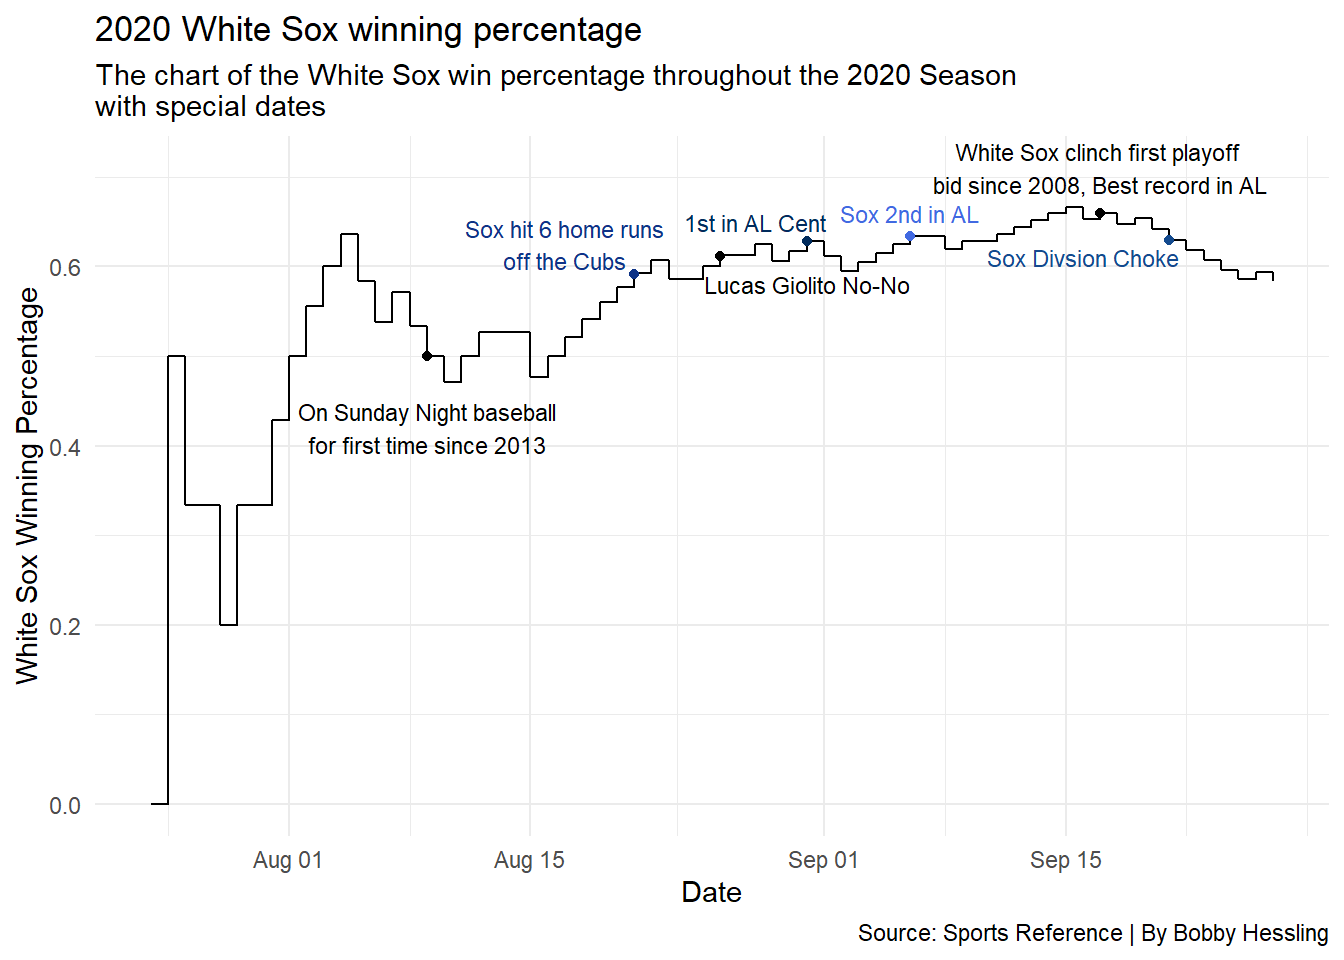 2020 White Sox winning percentage
The chart of the White Sox win percentage throughout the 2020 Season
with special dates
White Sox clinch first playoff
bid since 2008, Best record in AL
Sox 2nd in AL
1st in AL Cent
Sox hit 6 home runs
off the Cubs
Sox Divsion Choke
Lucas Giolito No-No
On Sunday Night baseball
for first time since 2013
White Sox Winning Percentage
0.6
0.4
0.2
0.0
Aug 01
Aug 15
Sep 01
Sep 15
Date
Source: Sports Reference | By Bobby Hessling